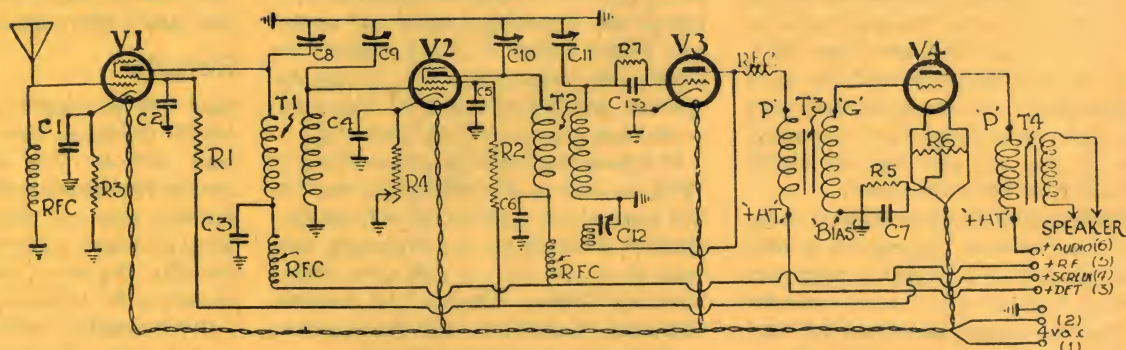 V1
C8
C9
V2
C10
C11
R7
V3
RFC
V4
C1
C2
R1
T1
C4
C5
R2
T2
C13
'P'
T3
'G'
R6
'P'
T4
RFC
R3
C3
R4
C6
C12
R5
'+HT'
'BIAS'
C7
'+HT'
SPEAKER
RFC
RFC
+AUDIO(6)
+RF (5)
+SCREEN(4)
+DET (3)
(2)
4V a.c
(1)